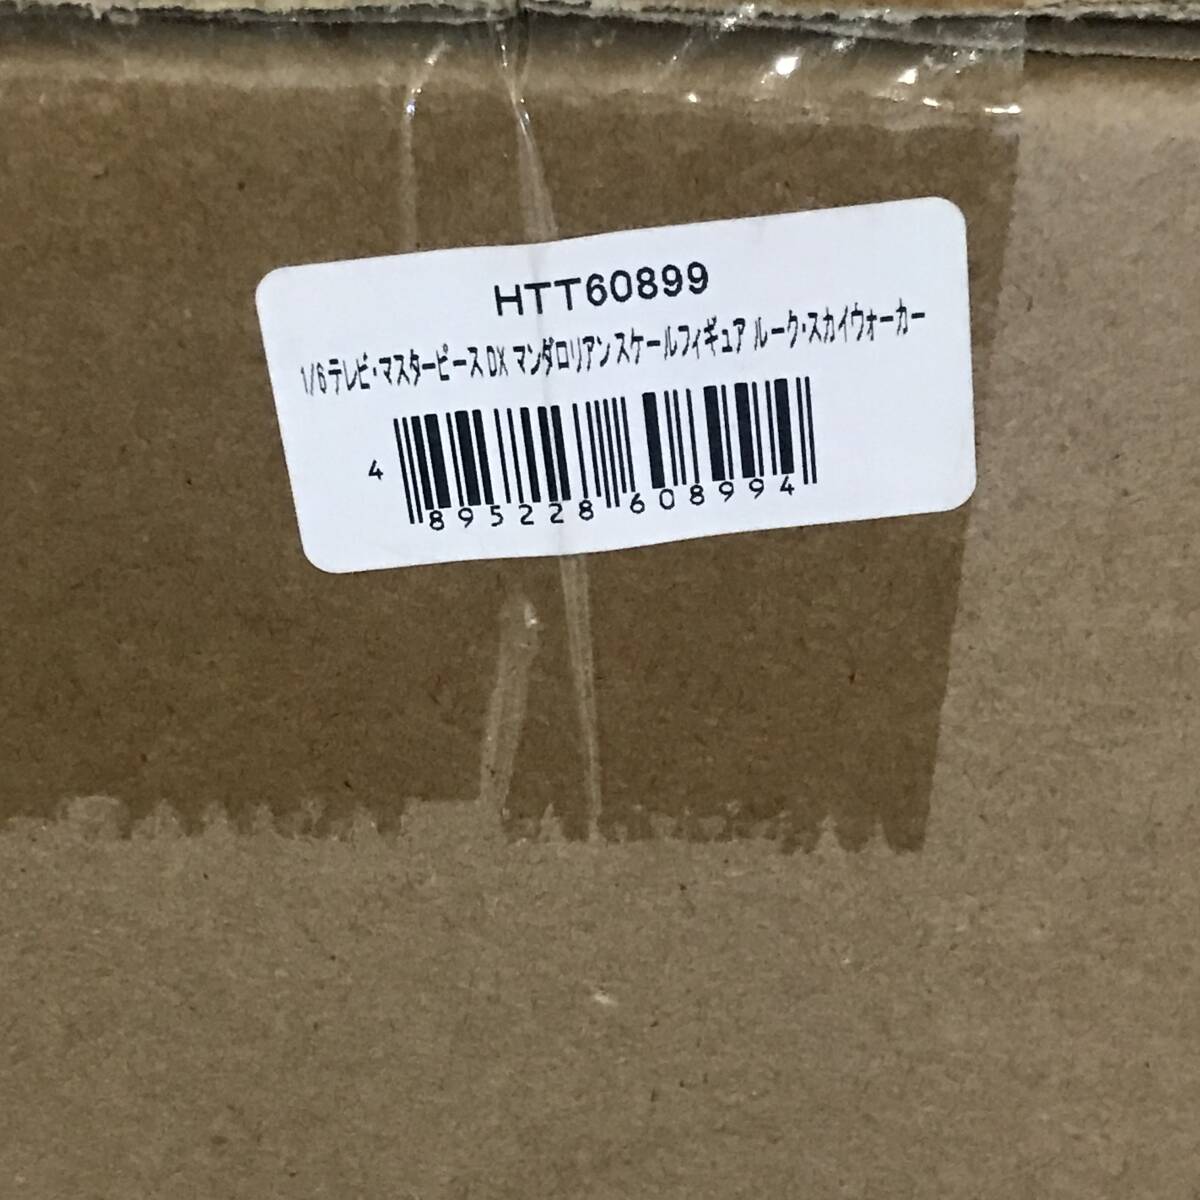 HTT60899
1/6テレビ・マスターピースDX マンダロリアンスケールフィギュア ルーク・スカイウォーカー
4 895228 608994